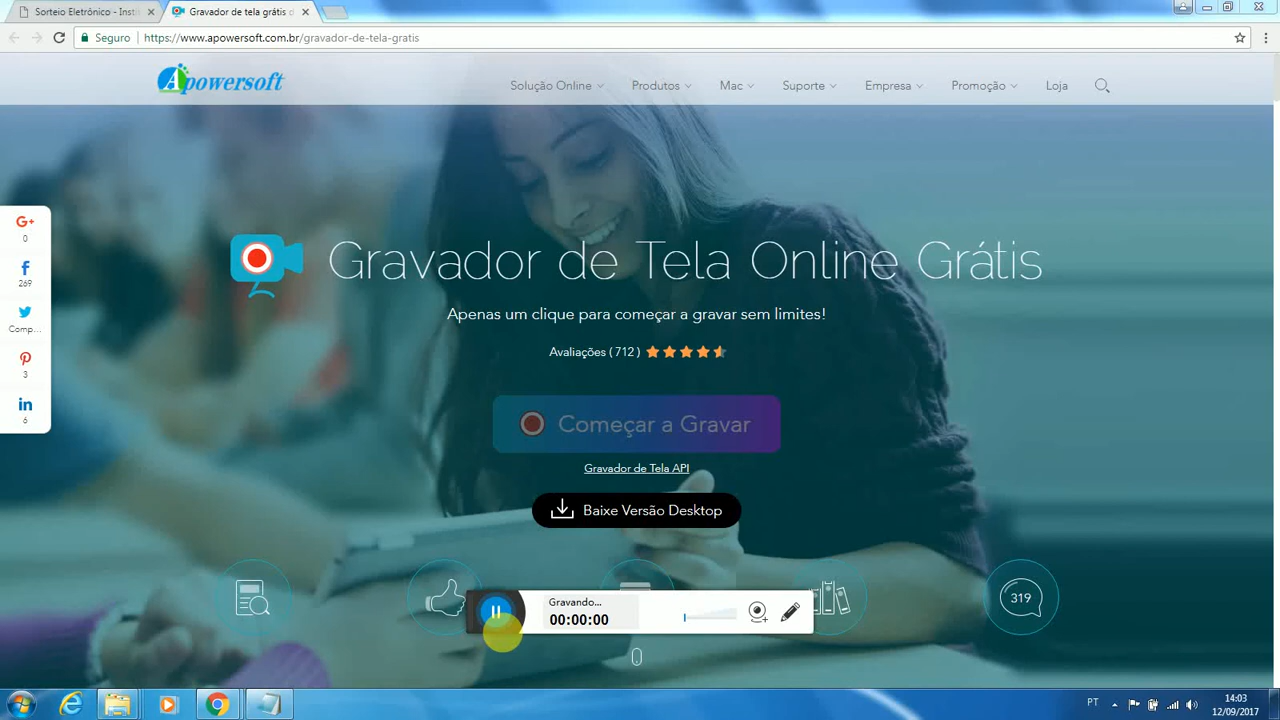 Sorteio Eletrônico - Insti
Gravador de tela grátis d
Seguro
https://www.apowersoft.com.br/gravador-de-tela-gratis
Apowersoft
Solução Online
Produtos
Mac
Suporte
Empresa
Promoção
Loja
G+
0
269
Comp...
3
in
6
Gravador de Tela Online Grátis
Apenas um clique para começar a gravar sem limites!
Avaliações ( 712 )
Começar a Gravar
Gravador de Tela API
Baixe Versão Desktop
319
Gravando...
00:00:00
PT
14:03
12/09/2017